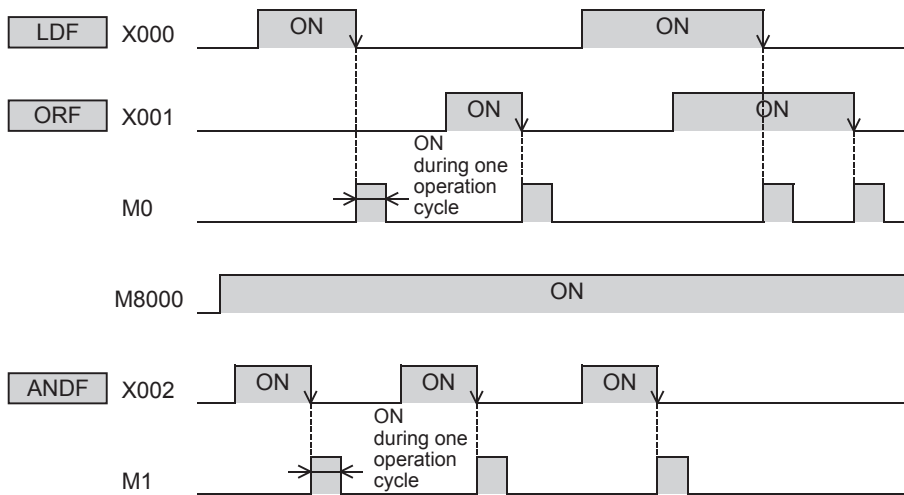 LDF X000 ON ON
ORF X001 ON ON
ON
during one
operation
cycle
M0
M8000 ON
ANDF X002 ON ON ON
ON
during one
operation
cycle
M1